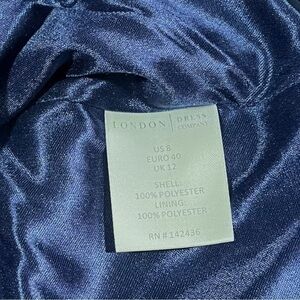 LONDON | DRESS COMPANY
US 8
EURO 40
UK 12
SHELL:
100% POLYESTER
LINING:
100% POLYESTER
RN # 142436